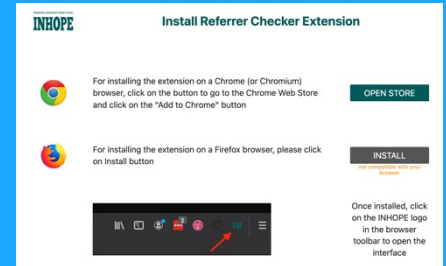 INHOPE
Install Referrer Checker Extension
For installing the extension on a Chrome (or Chromium)
browser, click on the button to go to the Chrome Web Store
and click on the "Add to Chrome" button
OPEN STORE
For installing the extension on a Firefox browser, please click
on Install button
INSTALL
not compatible with your
browser
2
Once installed, click
on the INHOPE logo
in the browser
toolbar to open the
interface